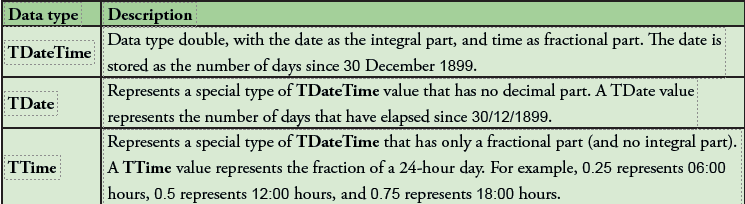 Data type Description
TDateTime Data type double, with the date as the integral part, and time as fractional part. The date is
stored as the number of days since 30 December 1899.
TDate Represents a special type of TDateTime value that has no decimal part. A TDate value
represents the number of days that have elapsed since 30/12/1899.
TTime Represents a special type of TDateTime that has only a fractional part (and no integral part).
A TTime value represents the fraction of a 24-hour day. For example, 0.25 represents 06:00
hours, 0.5 represents 12:00 hours, and 0.75 represents 18:00 hours.